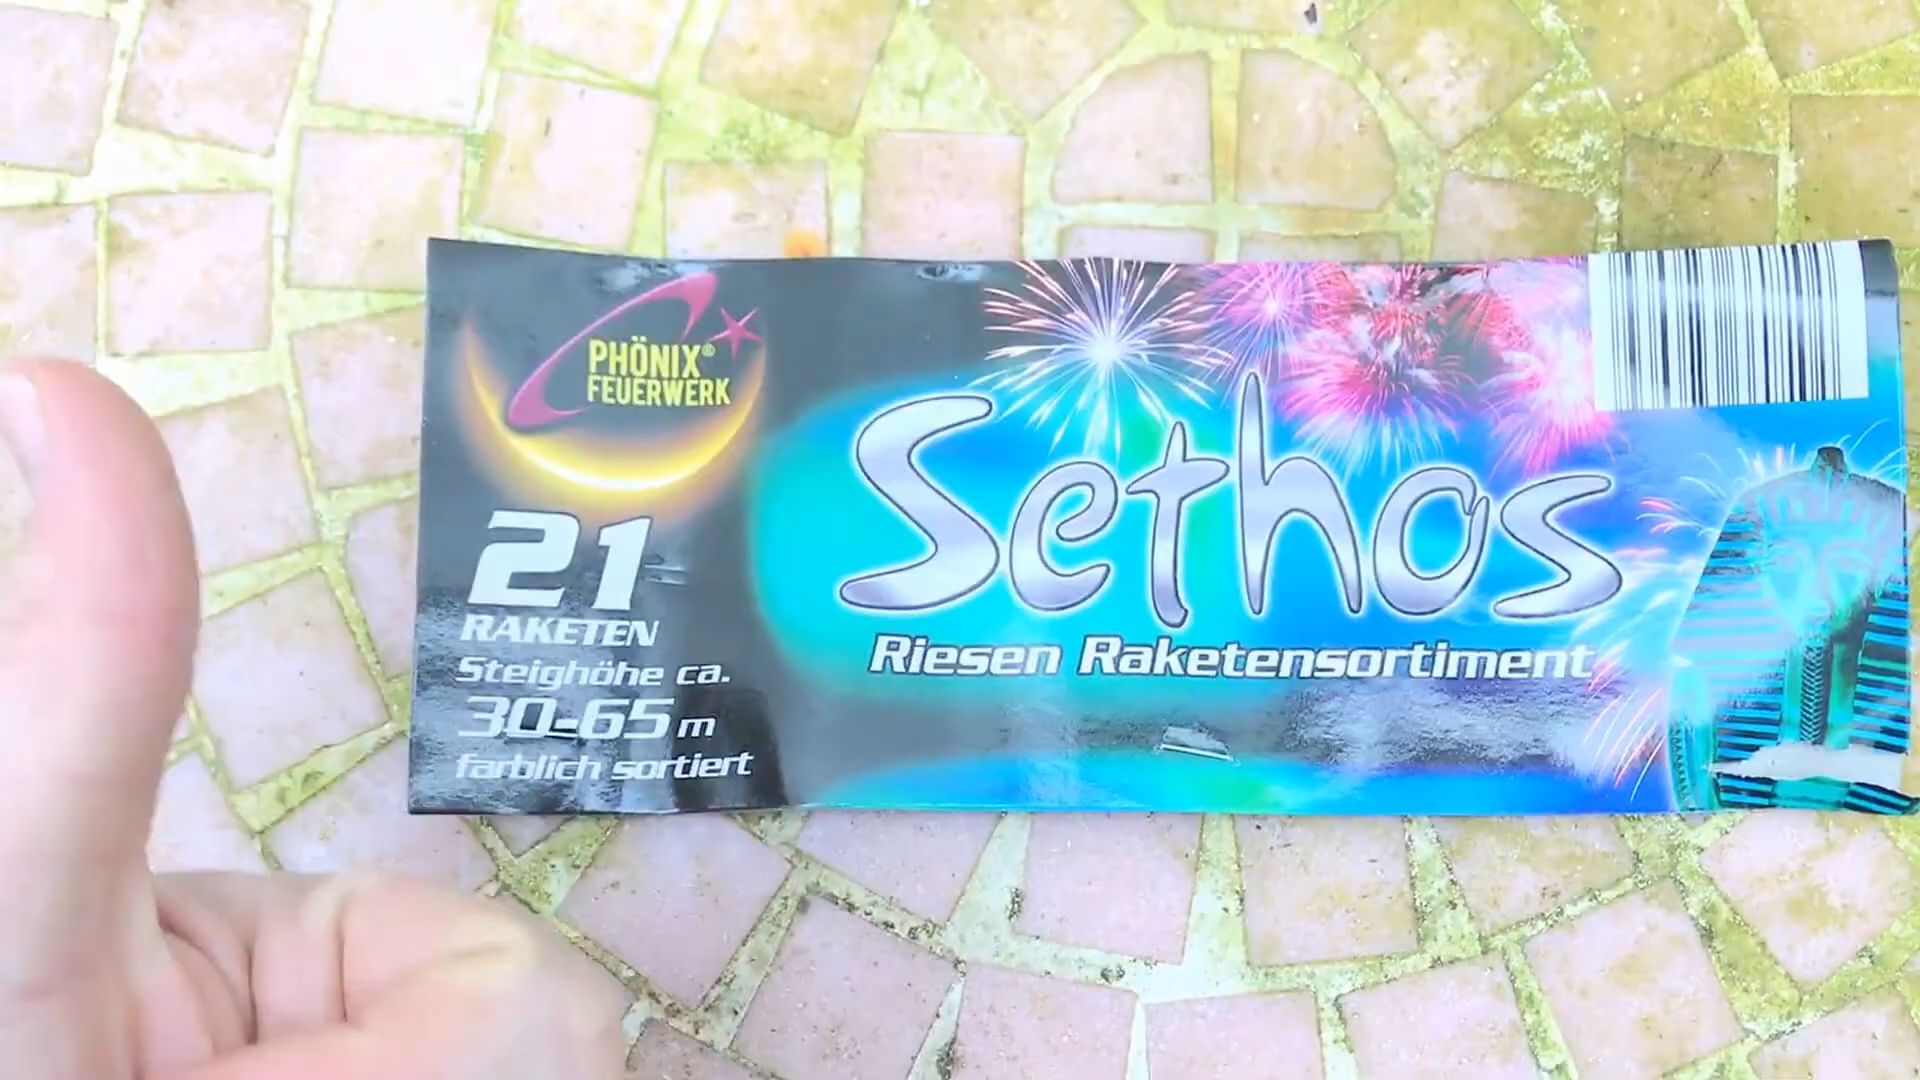 PHÖNIX®
FEUERWERK
21
RAKETEN
Steighöhe ca.
30-65 m
farblich sortiert
Sethos
Riesen Raketensortiment